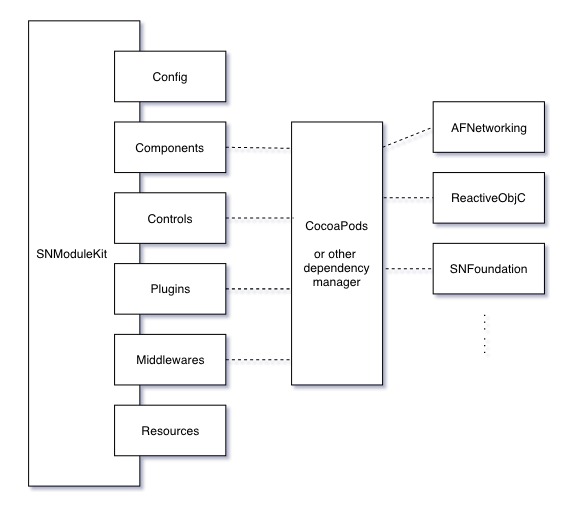 SNModuleKit
Config
Components
Controls
Plugins
Middlewares
Resources
CocoaPods
or other
dependency
manager
AFNetworking
ReactiveObjC
SNFoundation